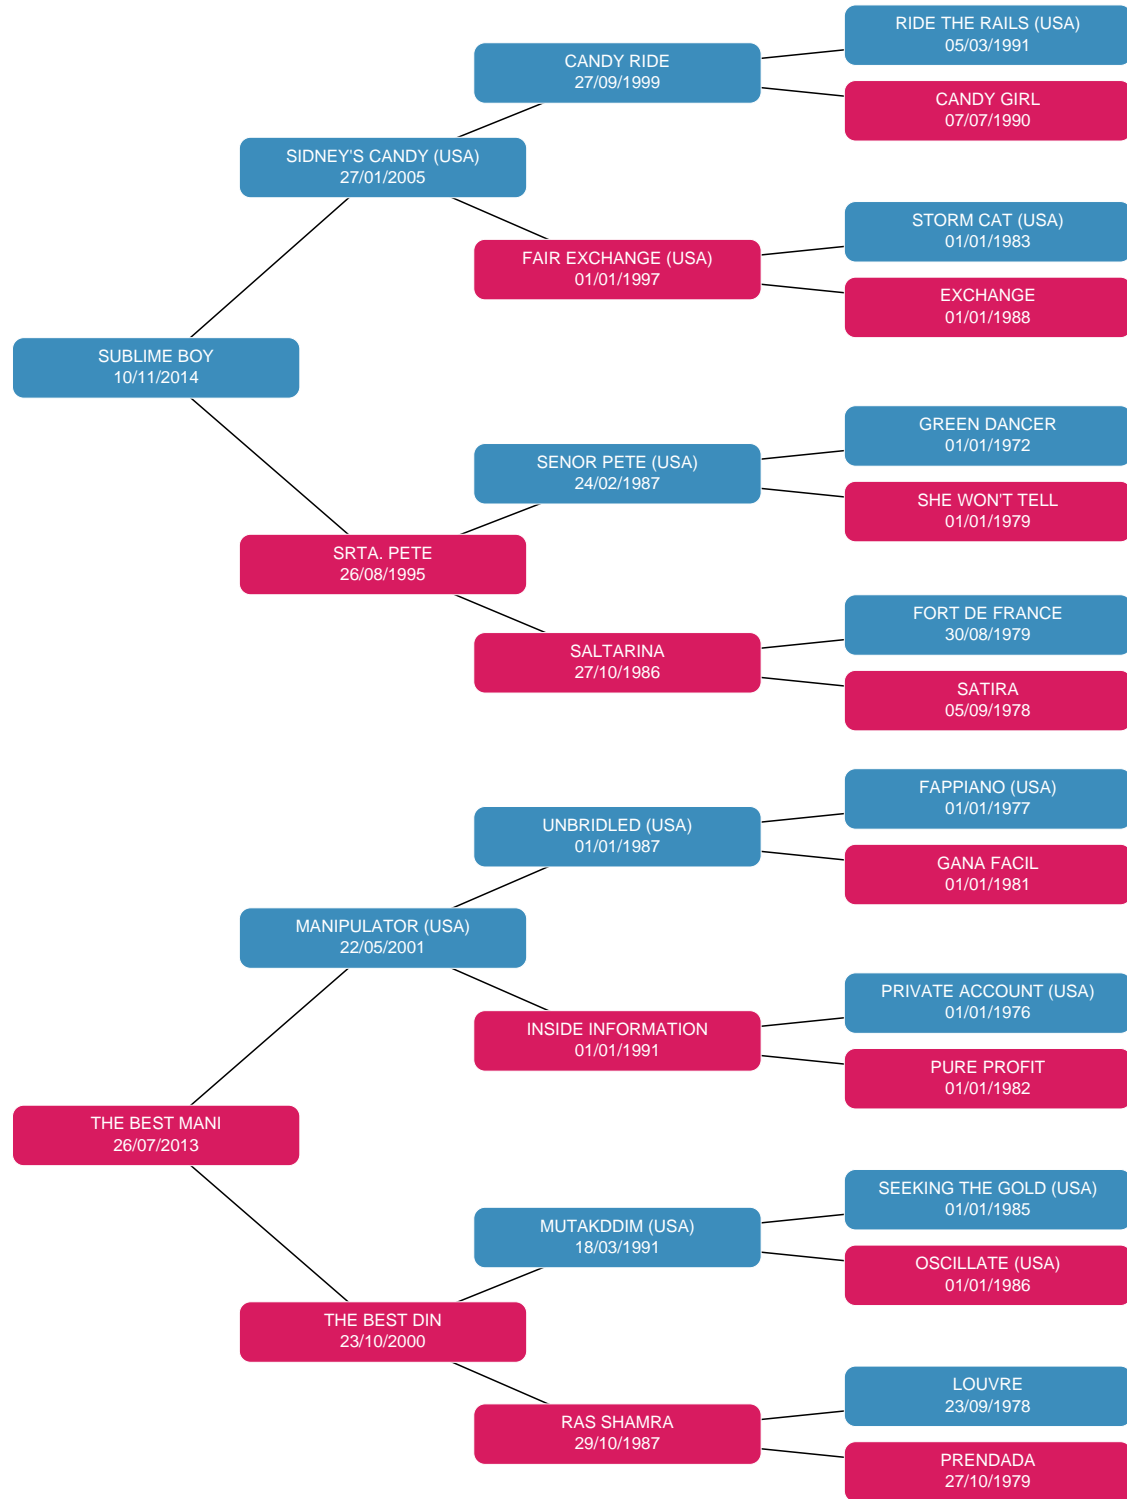 RIDE THE RAILS (USA)
05/03/1991
CANDY RIDE
27/09/1999
CANDY GIRL
07/07/1990
SIDNEY'S CANDY (USA)
27/01/2005
STORM CAT (USA)
01/01/1983
FAIR EXCHANGE (USA)
01/01/1997
EXCHANGE
01/01/1988
SUBLIME BOY
10/11/2014
GREEN DANCER
01/01/1972
SENOR PETE (USA)
24/02/1987
SHE WON'T TELL
01/01/1979
SRTA. PETE
26/08/1995
FORT DE FRANCE
30/08/1979
SALTARINA
27/10/1986
SATIRA
05/09/1978
FAPPIANO (USA)
01/01/1977
UNBRIDLED (USA)
01/01/1987
GANA FACIL
01/01/1981
MANIPULATOR (USA)
22/05/2001
PRIVATE ACCOUNT (USA)
01/01/1976
INSIDE INFORMATION
01/01/1991
PURE PROFIT
01/01/1982
THE BEST MANI
26/07/2013
SEEKING THE GOLD (USA)
01/01/1985
MUTAKDDIM (USA)
18/03/1991
OSCILLATE (USA)
01/01/1986
THE BEST DIN
23/10/2000
LOUVRE
23/09/1978
RAS SHAMRA
29/10/1987
PRENDADA
27/10/1979